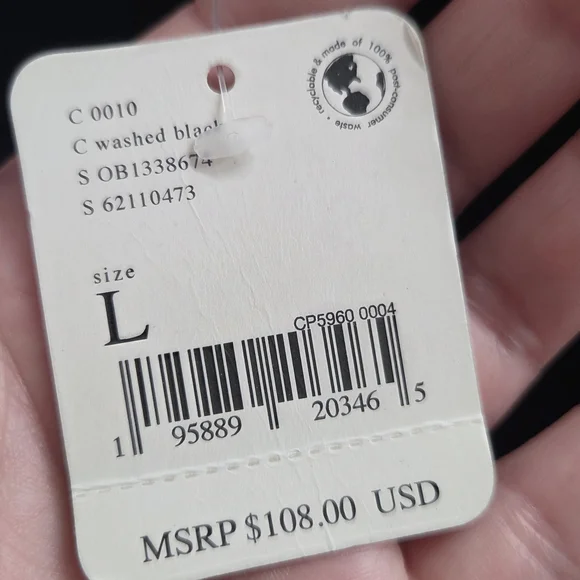 C 0010
C washed black
S OB1338674
S 62110473
recyclable & made of 100% post-consumer waste •
size
L
CP5960 0004
1 95889 20346 5
MSRP $108.00 USD